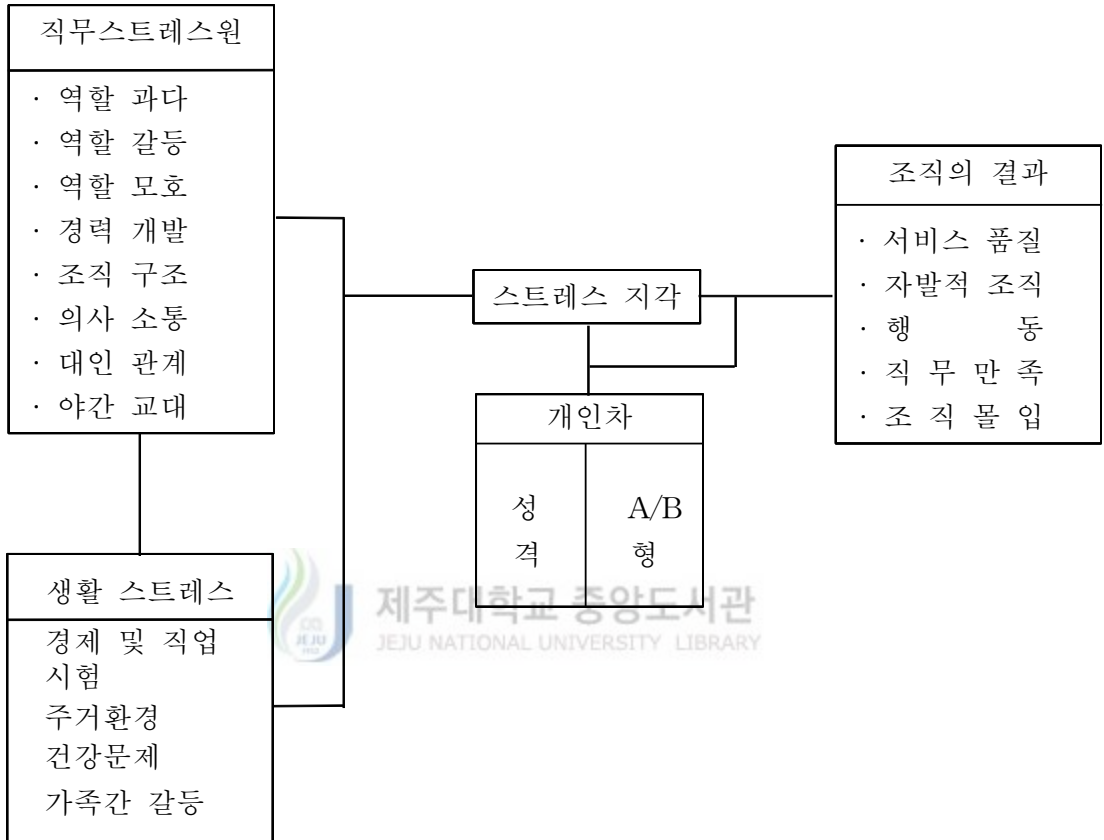 직무스트레스원
· 역할 과다
· 역할 갈등
· 역할 모호
· 경력 개발
· 조직 구조
· 의사 소통
· 대인 관계
· 야간 교대
생활 스트레스
경제 및 직업
시험
주거환경
건강문제
가족간 갈등
스트레스 지각
개인차
성
격
A/B
형
조직의 결과
· 서비스 품질
· 자발적 조직
· 행 동
· 직 무 만 족
· 조 직 몰 입
제주대학교 중앙도서관
JEJU NATIONAL UNIVERSITY LIBRARY
JEJU
1952